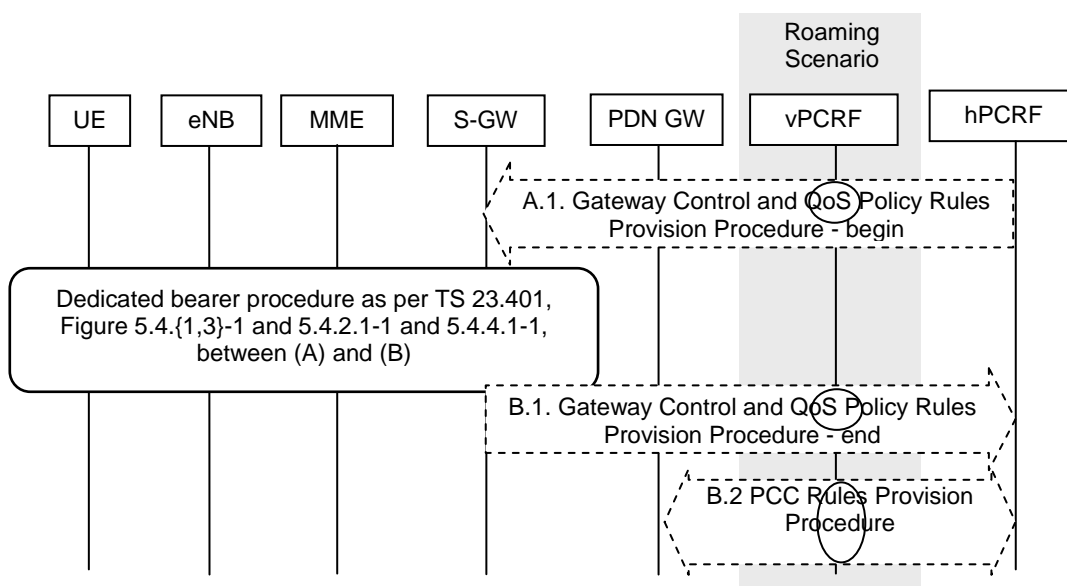 Roaming
Scenario
UE
eNB
MME
S-GW
PDN GW
vPCRF
hPCRF
A.1. Gateway Control and QoS Policy Rules
Provision Procedure - begin
Dedicated bearer procedure as per TS 23.401,
Figure 5.4.{1,3}-1 and 5.4.2.1-1 and 5.4.4.1-1,
between (A) and (B)
B.1. Gateway Control and QoS Policy Rules
Provision Procedure - end
B.2 PCC Rules Provision
Procedure